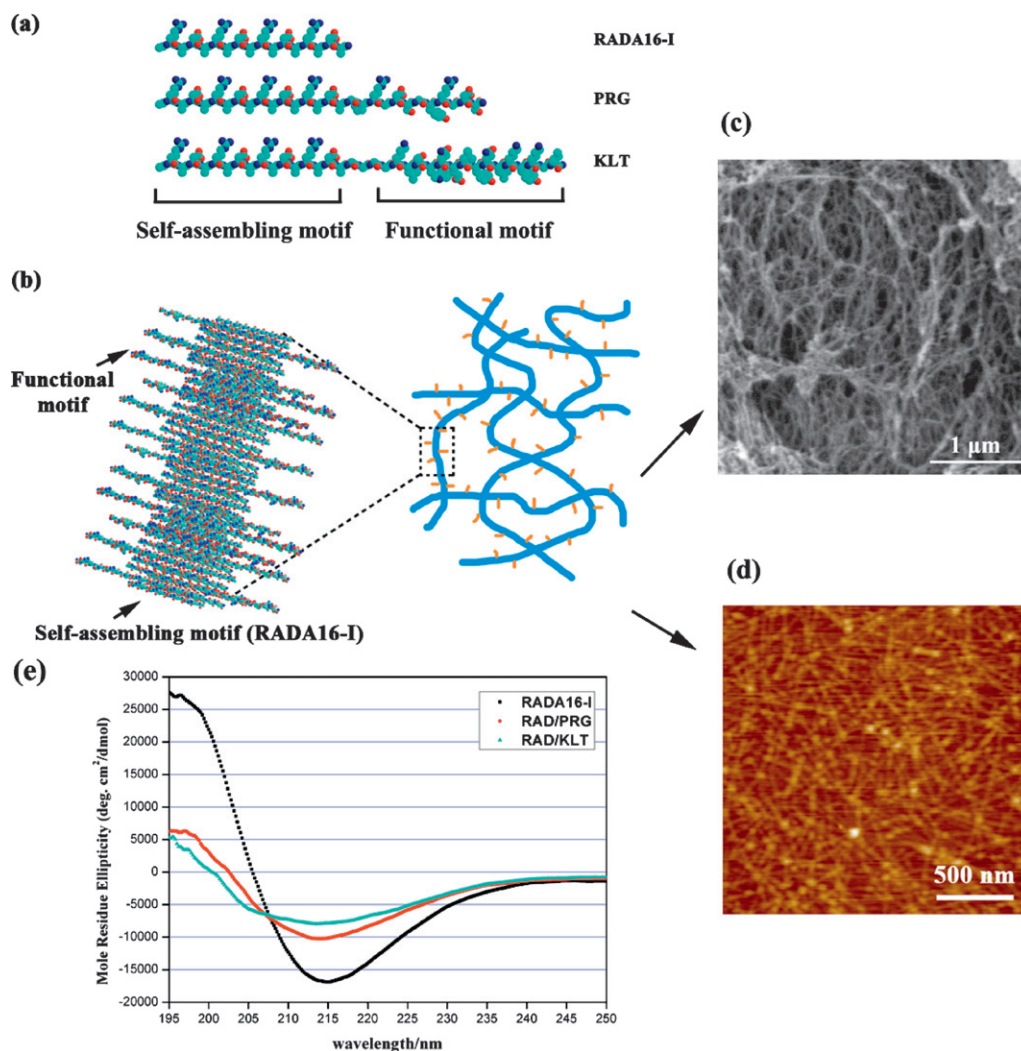 (a)
RADA16-I
PRG
KLT
Self-assembling motif
Functional motif
(b)
Functional
motif
Self-assembling motif (RADA16-I)
(c)
1 μm
(d)
500 nm
(e)
Mole Residue Ellipticity (deg. cm²/dmol)
30000
25000
20000
15000
10000
5000
0
-5000
-10000
-15000
-20000
RADA16-I
RAD/PRG
RAD/KLT
195 200 205 210 215 220 225 230 235 240 245 250
wavelength/nm